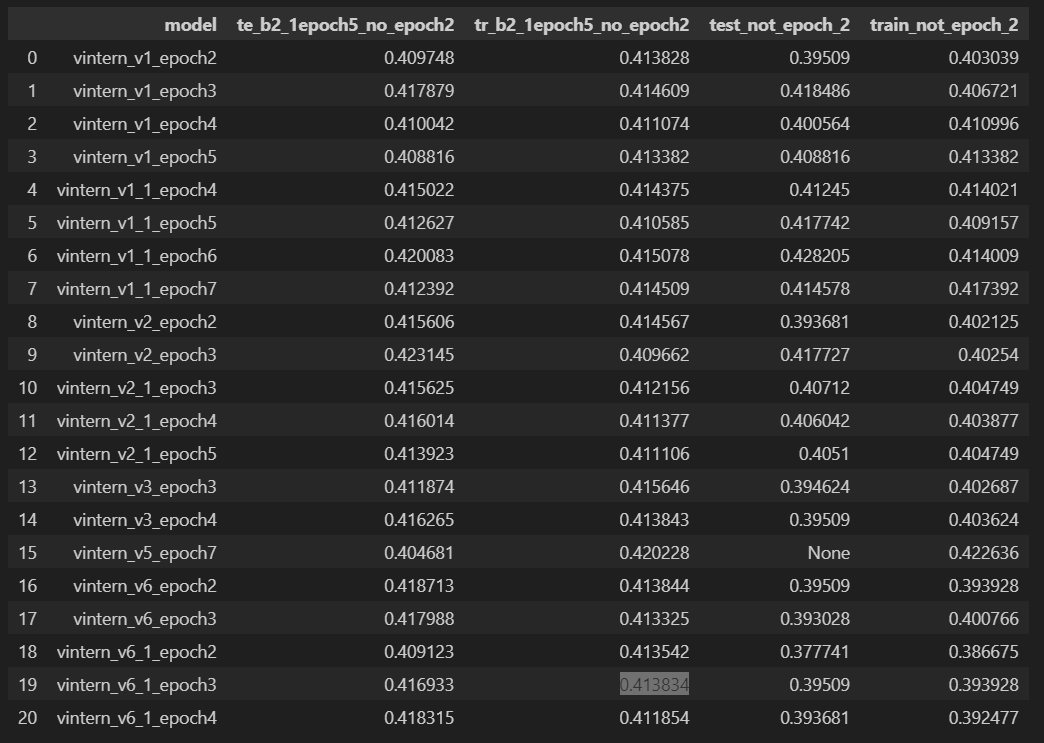 model te_b2_1epoch5_no_epoch2 tr_b2_1epoch5_no_epoch2 test_not_epoch_2 train_not_epoch_2
0 vintern_v1_epoch2 0.409748 0.413828 0.39509 0.403039
1 vintern_v1_epoch3 0.417879 0.414609 0.418486 0.406721
2 vintern_v1_epoch4 0.410042 0.411074 0.400564 0.410996
3 vintern_v1_epoch5 0.408816 0.413382 0.408816 0.413382
4 vintern_v1_1_epoch4 0.415022 0.414375 0.41245 0.414021
5 vintern_v1_1_epoch5 0.412627 0.410585 0.417742 0.409157
6 vintern_v1_1_epoch6 0.420083 0.415078 0.428205 0.414009
7 vintern_v1_1_epoch7 0.412392 0.414509 0.414578 0.417392
8 vintern_v2_epoch2 0.415606 0.414567 0.393681 0.402125
9 vintern_v2_epoch3 0.423145 0.409662 0.417727 0.40254
10 vintern_v2_1_epoch3 0.415625 0.412156 0.40712 0.404749
11 vintern_v2_1_epoch4 0.416014 0.411377 0.406042 0.403877
12 vintern_v2_1_epoch5 0.413923 0.411106 0.4051 0.404749
13 vintern_v3_epoch3 0.411874 0.415646 0.394624 0.402687
14 vintern_v3_epoch4 0.416265 0.413843 0.39509 0.403624
15 vintern_v5_epoch7 0.404681 0.420228 None 0.422636
16 vintern_v6_epoch2 0.418713 0.413844 0.39509 0.393928
17 vintern_v6_epoch3 0.417988 0.413325 0.393028 0.400766
18 vintern_v6_1_epoch2 0.409123 0.413542 0.377741 0.386675
19 vintern_v6_1_epoch3 0.416933 0.413834 0.39509 0.393928
20 vintern_v6_1_epoch4 0.418315 0.411854 0.393681 0.392477